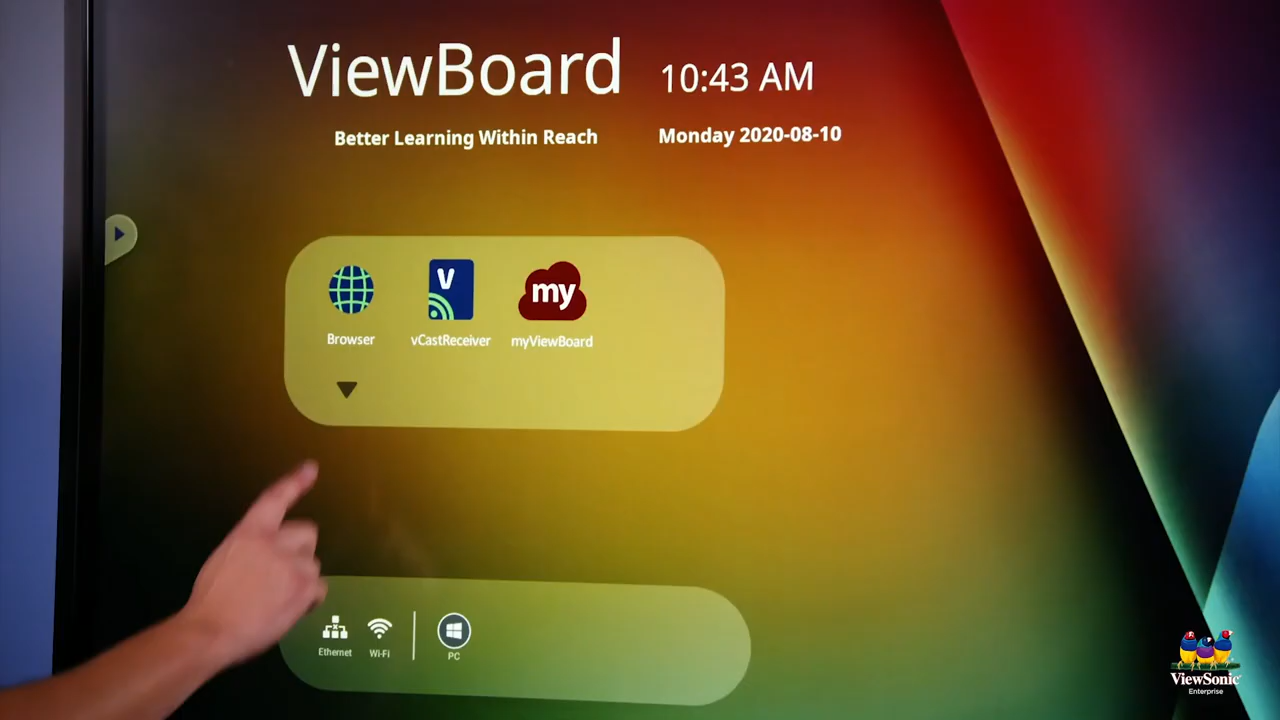 ViewBoard
10:43 AM
Better Learning Within Reach
Monday 2020-08-10
V
my
Browser
vCastReceiver
myViewBoard
Ethernet
Wi-Fi
PC
ViewSonic
Enterprise